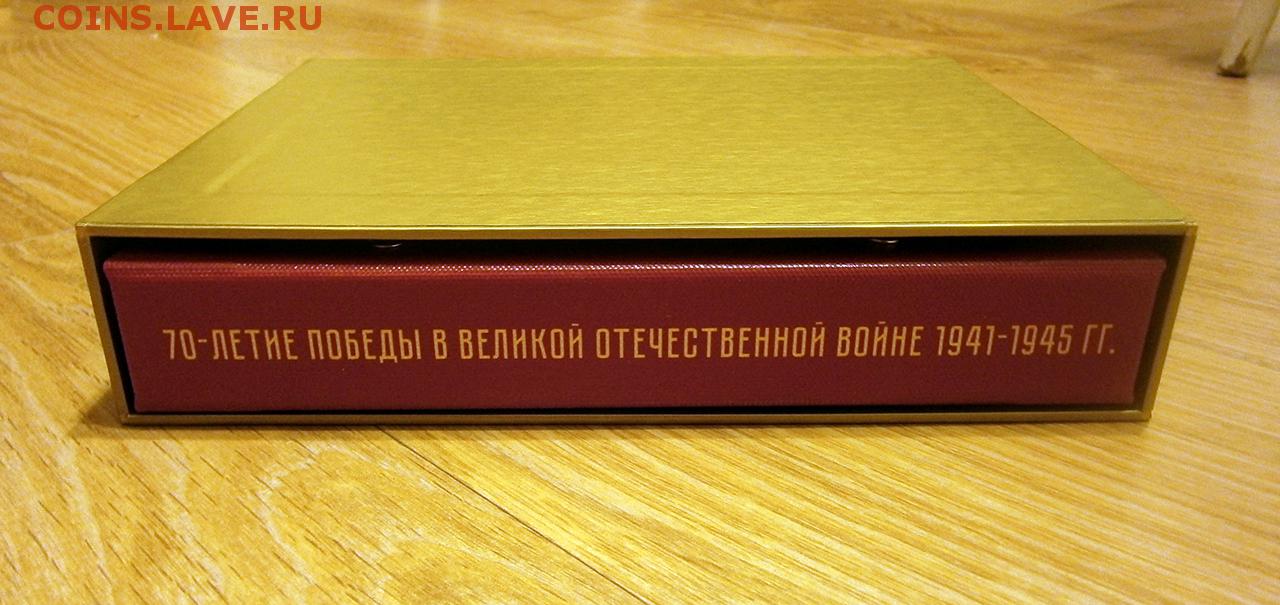 COINS.LAVE.RU
70-ЛЕТИЕ ПОБЕДЫ В ВЕЛИКОЙ ОТЕЧЕСТВЕННОЙ ВОЙНЕ 1941-1945 ГГ.